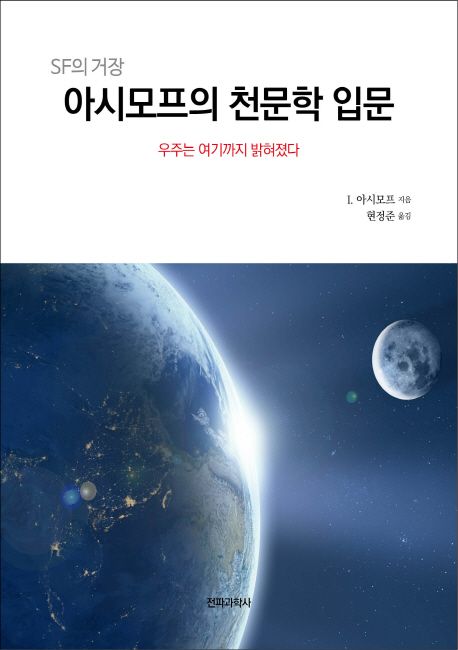 SF의 거장
아시모프의 천문학 입문
우주는 여기까지 밝혀졌다
I. 아시모프 지음
현정준 옮김
전파과학사